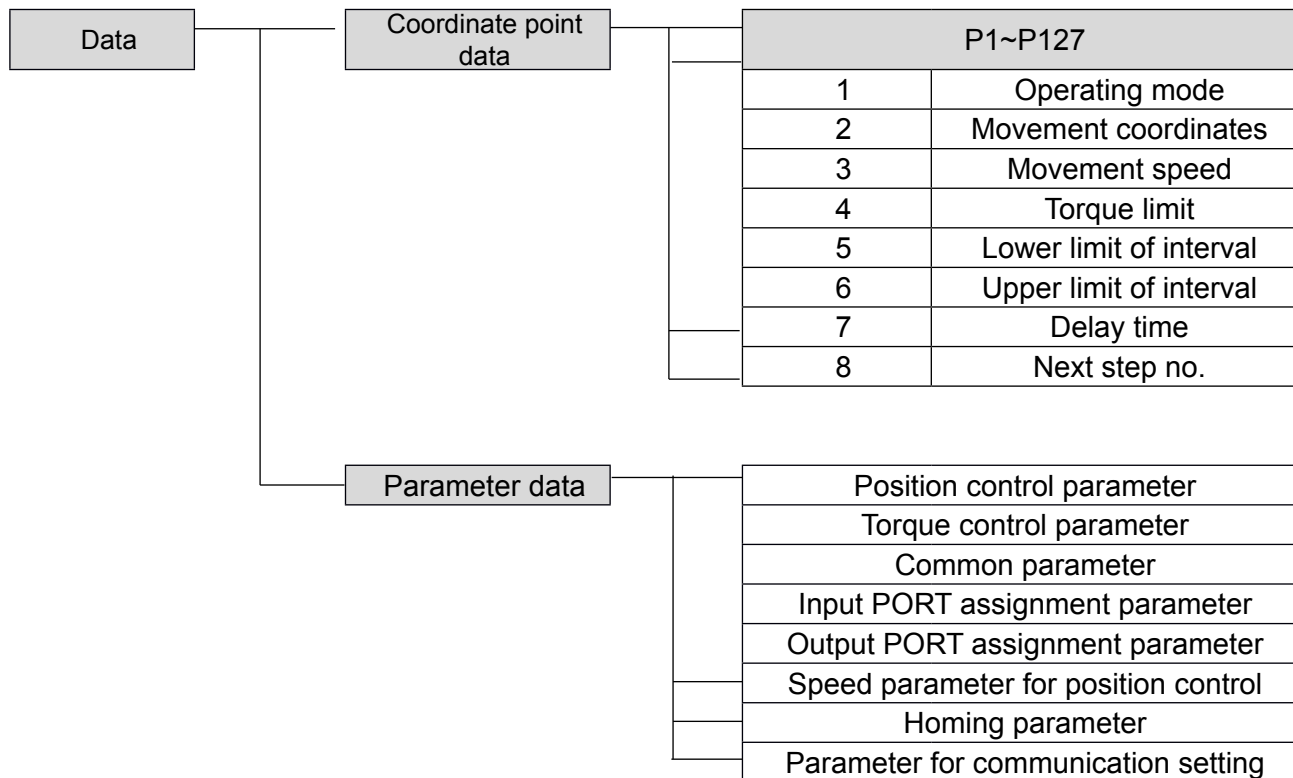 Data
Coordinate point
data
P1~P127
1 Operating mode
2 Movement coordinates
3 Movement speed
4 Torque limit
5 Lower limit of interval
6 Upper limit of interval
7 Delay time
8 Next step no.
Parameter data
Position control parameter
Torque control parameter
Common parameter
Input PORT assignment parameter
Output PORT assignment parameter
Speed parameter for position control
Homing parameter
Parameter for communication setting